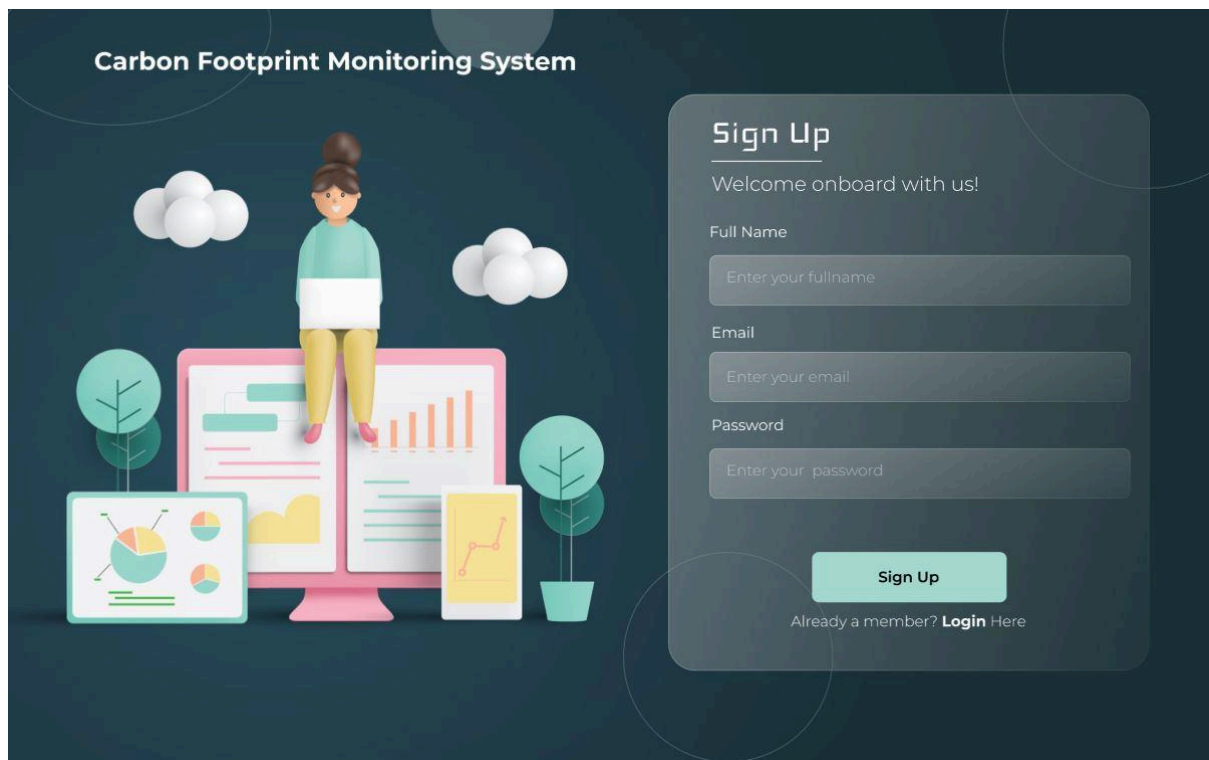 Carbon Footprint Monitoring System
Sign Up
Welcome onboard with us!
Full Name
Enter your fullname
Email
Enter your email
Password
Enter your  password
Sign Up
Already a member? Login Here